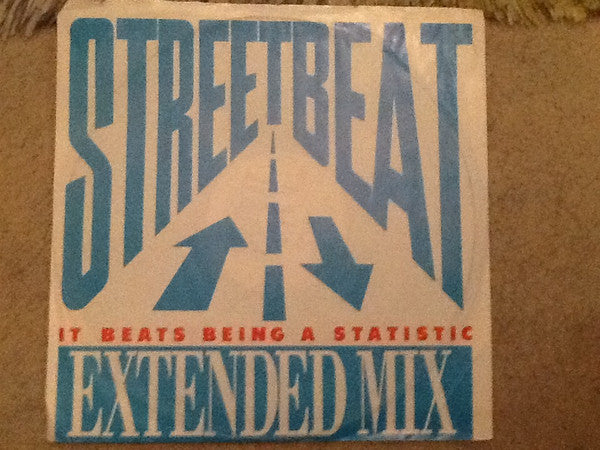 STREETBEAT
IT BEATS BEING A STATISTIC
EXTENDED MIX